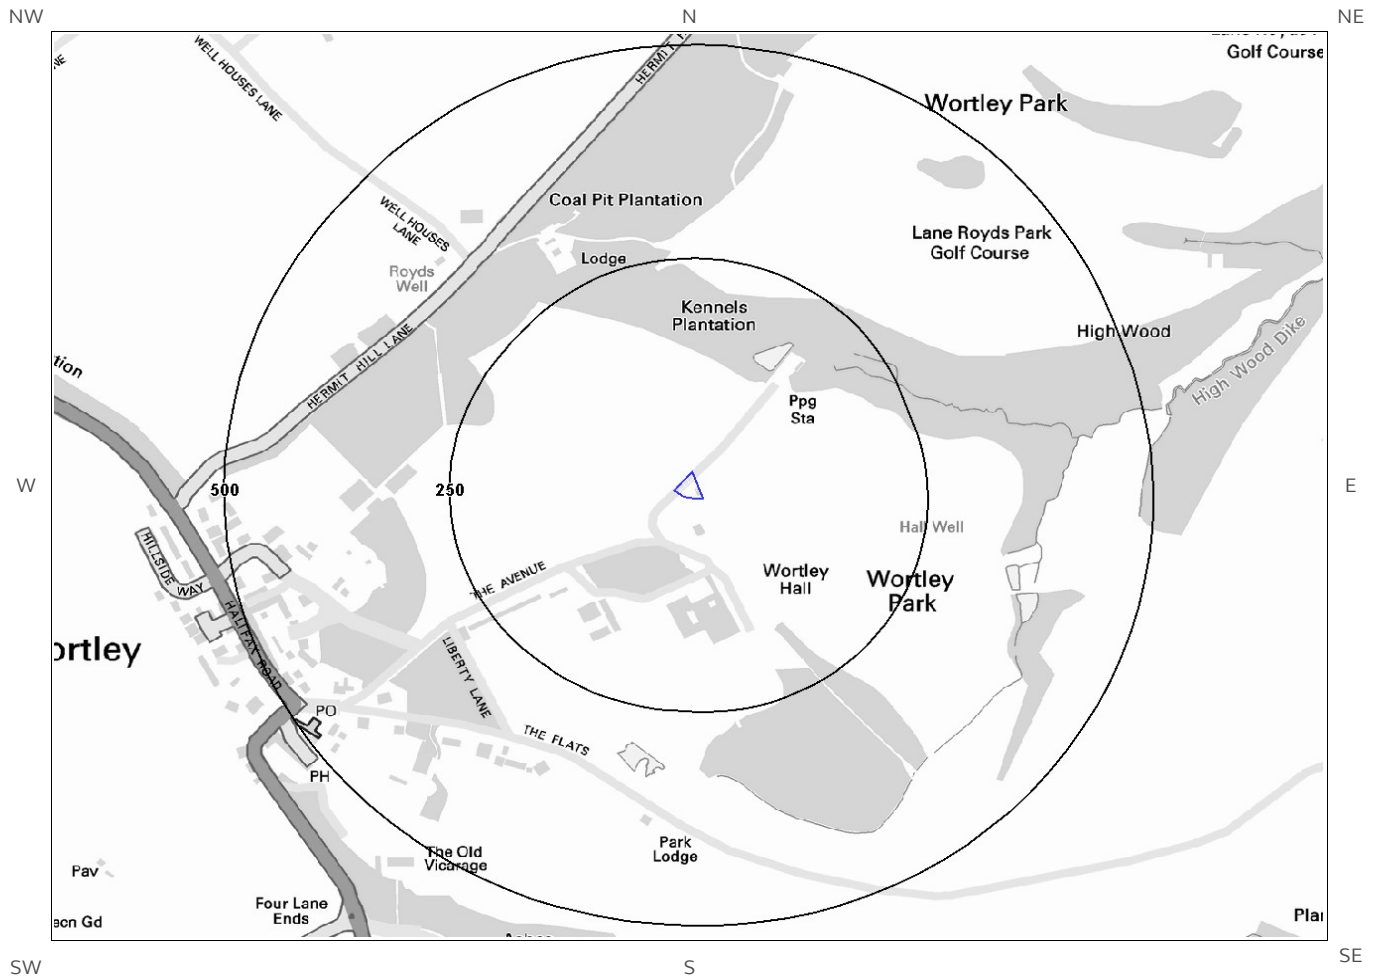 NW
N
NE
Golf Course
WELL HOUSES LANE
HERMIT
Wortley Park
Coal Pit Plantation
WELL HOUSES
LANE
Lane Royds Park
Golf Course
Lodge
Royds
Well
Kennels
Plantation
High Wood
High Wood Dike
HERMIT HILL LANE
tion
Ppg
Sta
W
500
250
E
Hall Well
HILLSIDE WAY
THE AVENUE
Wortley
Hall
Wortley
Park
HALIFAX ROAD
ortley
LIBERTY LANE
PO
THE FLATS
PH
Park
Lodge
The Old
Vicarage
Pav
Four Lane
Ends
Plan
SW
S
SE